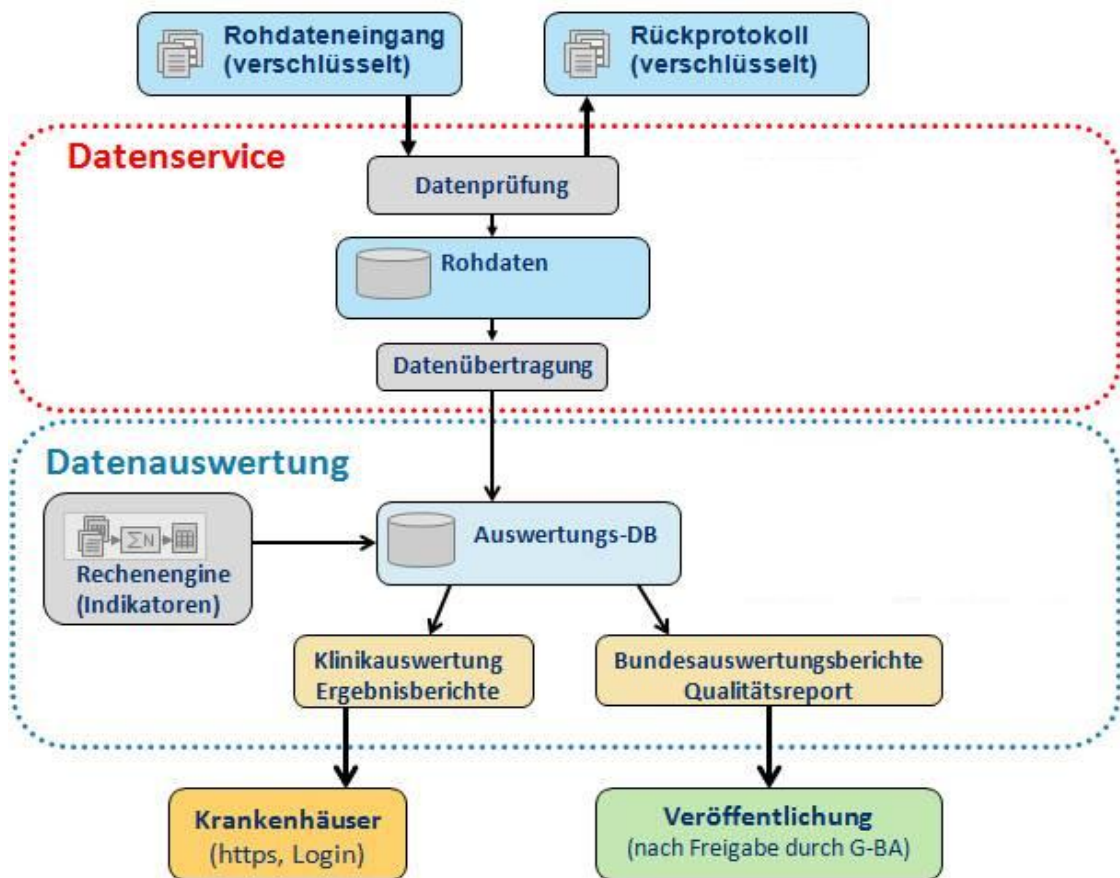 Rohdateneingang
(verschlüsselt)
Rückprotokoll
(verschlüsselt)
Datenservice
Datenprüfung
Rohdaten
Datenübertragung
Datenauswertung
Auswertungs-DB
ΣN
Rechenengine
(Indikatoren)
Klinikauswertung
Ergebnisberichte
Bundesauswertungsberichte
Qualitätsreport
Krankenhäuser
(https, Login)
Veröffentlichung
(nach Freigabe durch G-BA)